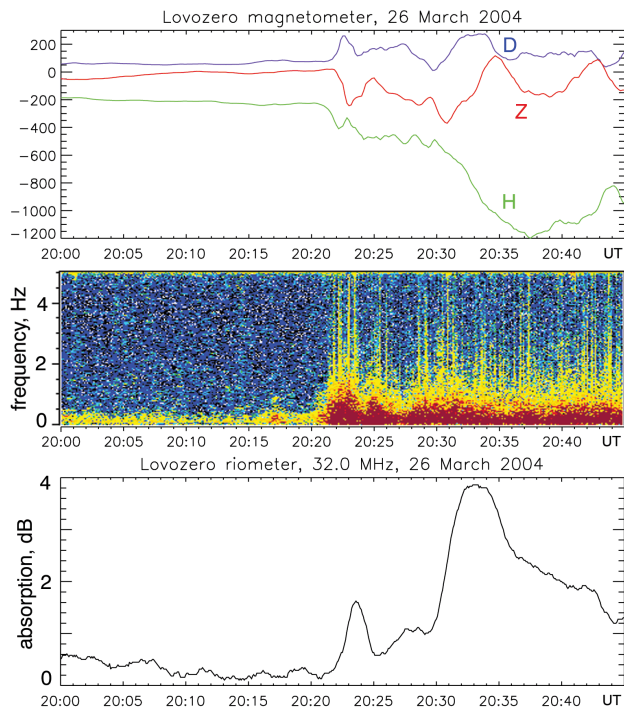 Lovozero magnetometer, 26 March 2004
200
0
−200
−400
−600
−800
−1000
−1200
D
Z
H
20:00 20:05 20:10 20:15 20:20 20:25 20:30 20:35 20:40 UT
frequency, Hz
4
2
0
20:00 20:05 20:10 20:15 20:20 20:25 20:30 20:35 20:40 UT
Lovozero riometer, 32.0 MHz, 26 March 2004
absorption, dB
4
2
0
20:00 20:05 20:10 20:15 20:20 20:25 20:30 20:35 20:40 UT